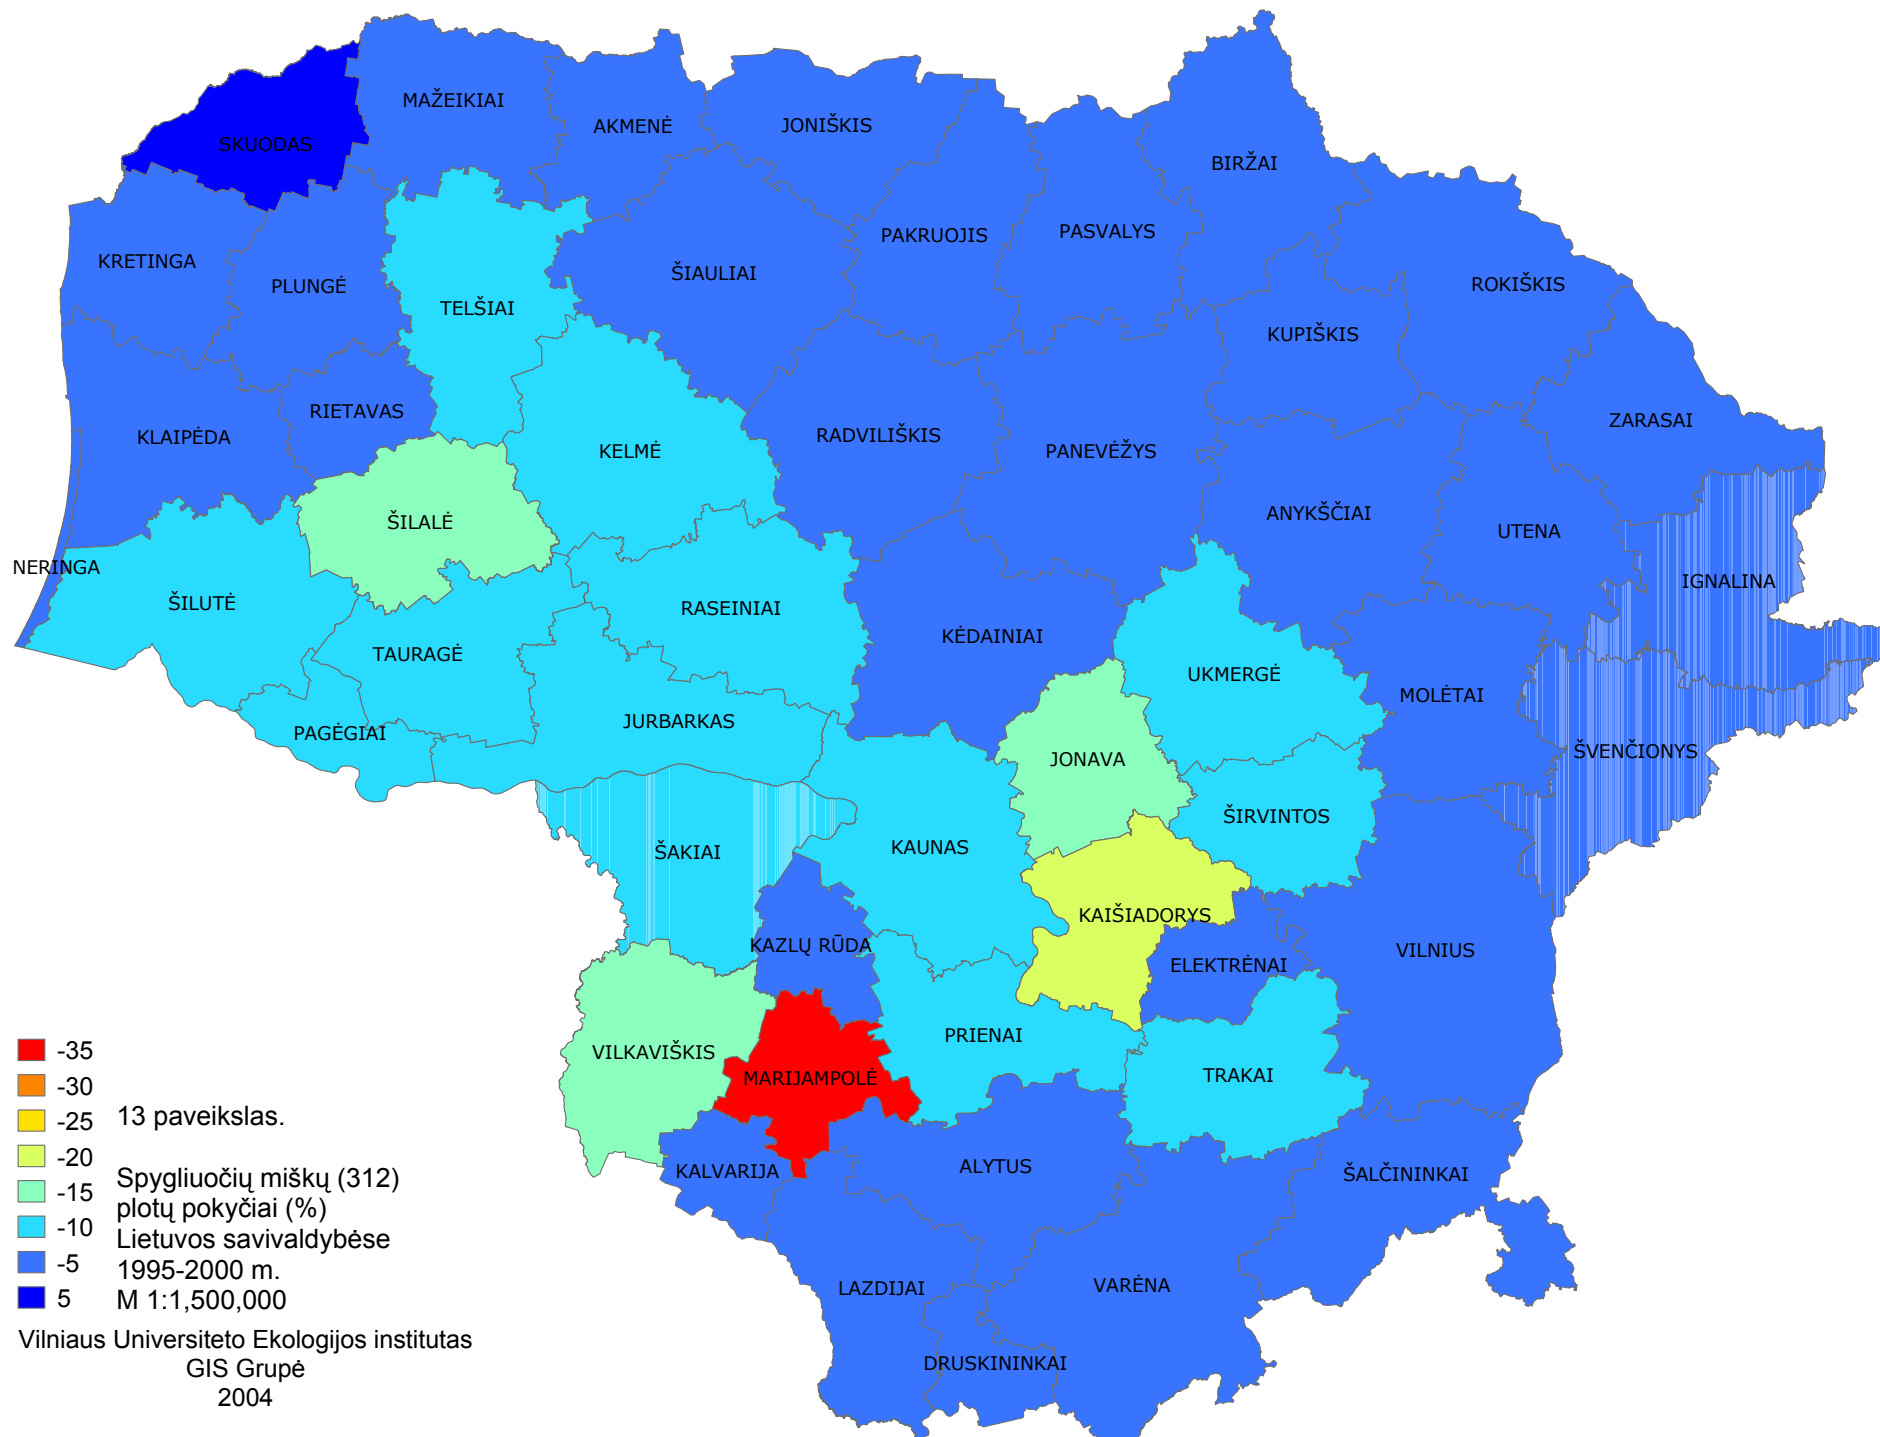 MAŽEIKIAI
AKMENĖ
JONIŠKIS
SKUODAS
BIRŽAI
KRETINGA
PLUNGĖ
TELŠIAI
ŠIAULIAI
PAKRUOJIS
PASVALYS
ROKIŠKIS
KUPIŠKIS
RIETAVAS
KLAIPĖDA
KELMĖ
RADVILIŠKIS
PANEVĖŽYS
ZARASAI
ŠILALĖ
ANYKŠČIAI
UTENA
NERINGA
ŠILUTĖ
RASEINIAI
KĖDAINIAI
IGNALINA
TAURAGĖ
UKMERGĖ
MOLĖTAI
PAGĖGIAI
JURBARKAS
JONAVA
ŠVENČIONYS
ŠIRVINTOS
ŠAKIAI
KAUNAS
KAIŠIADORYS
KAZLŲ RŪDA
ELEKTRĖNAI
VILNIUS
VILKAVIŠKIS
MARIJAMPOLĖ
PRIENAI
TRAKAI
KALVARIJA
ALYTUS
ŠALČININKAI
LAZDIJAI
VARĖNA
DRUSKININKAI
-35
-30
-25
-20
-15
-10
-5
5
13 paveikslas.
Spygliuočių miškų (312)
plotų pokyčiai (%)
Lietuvos savivaldybėse
1995-2000 m.
M 1:1,500,000
Vilniaus Universiteto Ekologijos institutas
GIS Grupė
2004